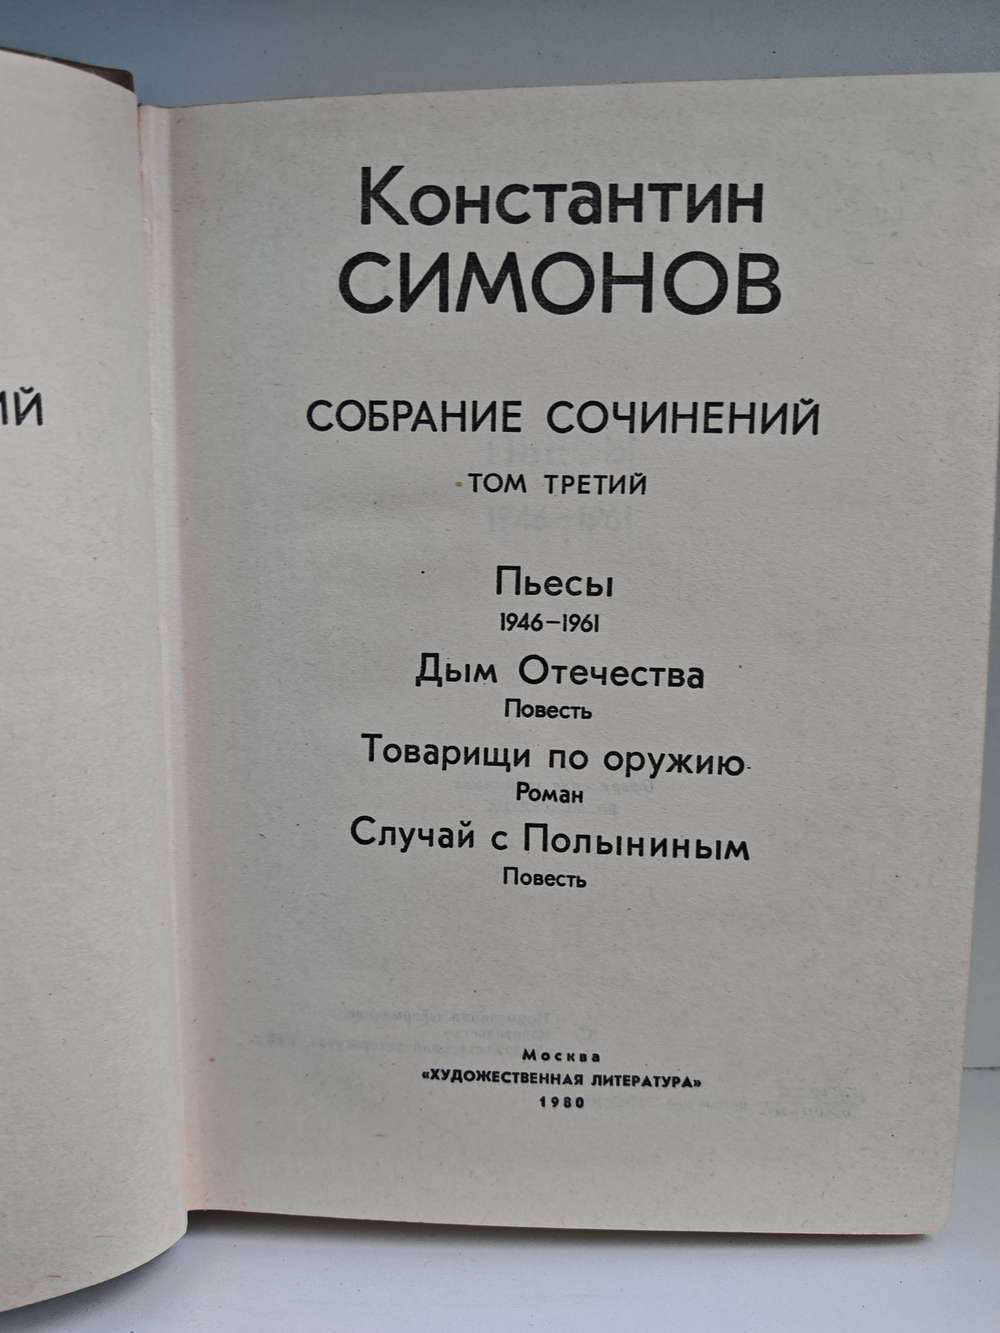 Константин
СИМОНОВ
СОБРАНИЕ СОЧИНЕНИЙ
ТОМ ТРЕТИЙ
Пьесы
1946—1961
Дым Отечества
Повесть
Товарищи по оружию
Роман
Случай с Полыниным
Повесть
Москва
«ХУДОЖЕСТВЕННАЯ ЛИТЕРАТУРА»
1980